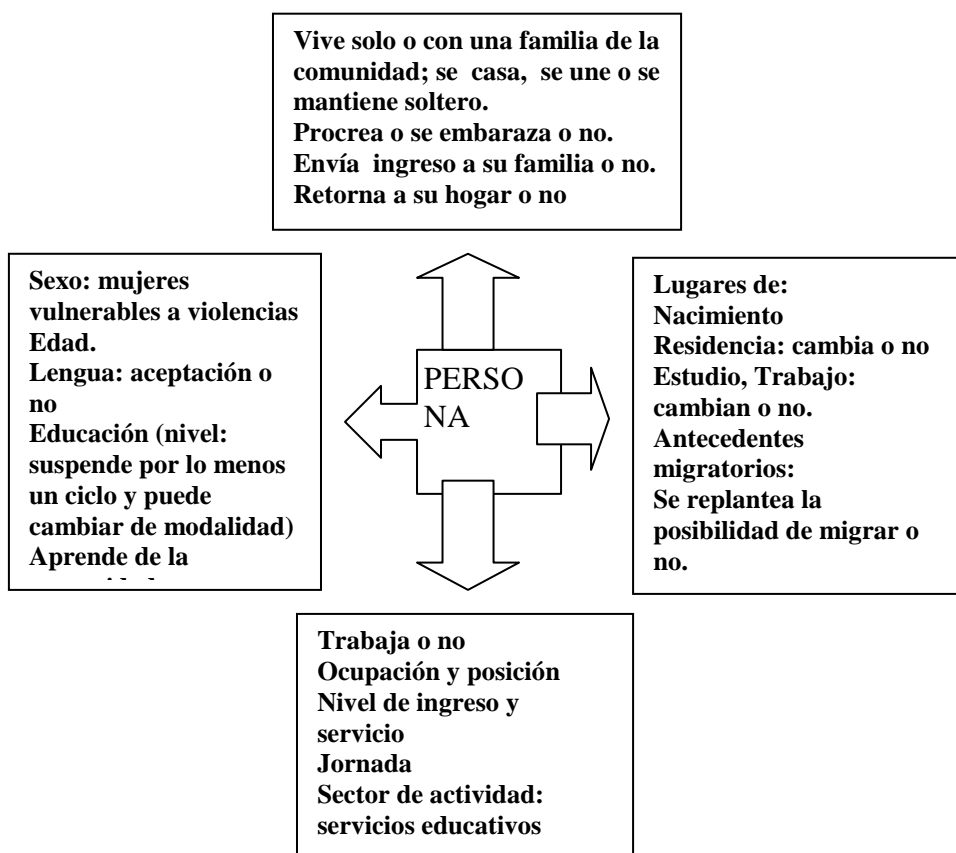 Vive solo o con una familia de la
comunidad; se casa, se une o se
mantiene soltero.
Procrea o se embaraza o no.
Envía ingreso a su familia o no.
Retorna a su hogar o no
Sexo: mujeres
vulnerables a violencias
Edad.
Lengua: aceptación o
no
Educación (nivel:
suspende por lo menos
un ciclo y puede
cambiar de modalidad)
Aprende de la
PERSO
NA
Lugares de:
Nacimiento
Residencia: cambia o no
Estudio, Trabajo:
cambian o no.
Antecedentes
migratorios:
Se replantea la
posibilidad de migrar o
no.
Trabaja o no
Ocupación y posición
Nivel de ingreso y
servicio
Jornada
Sector de actividad:
servicios educativos